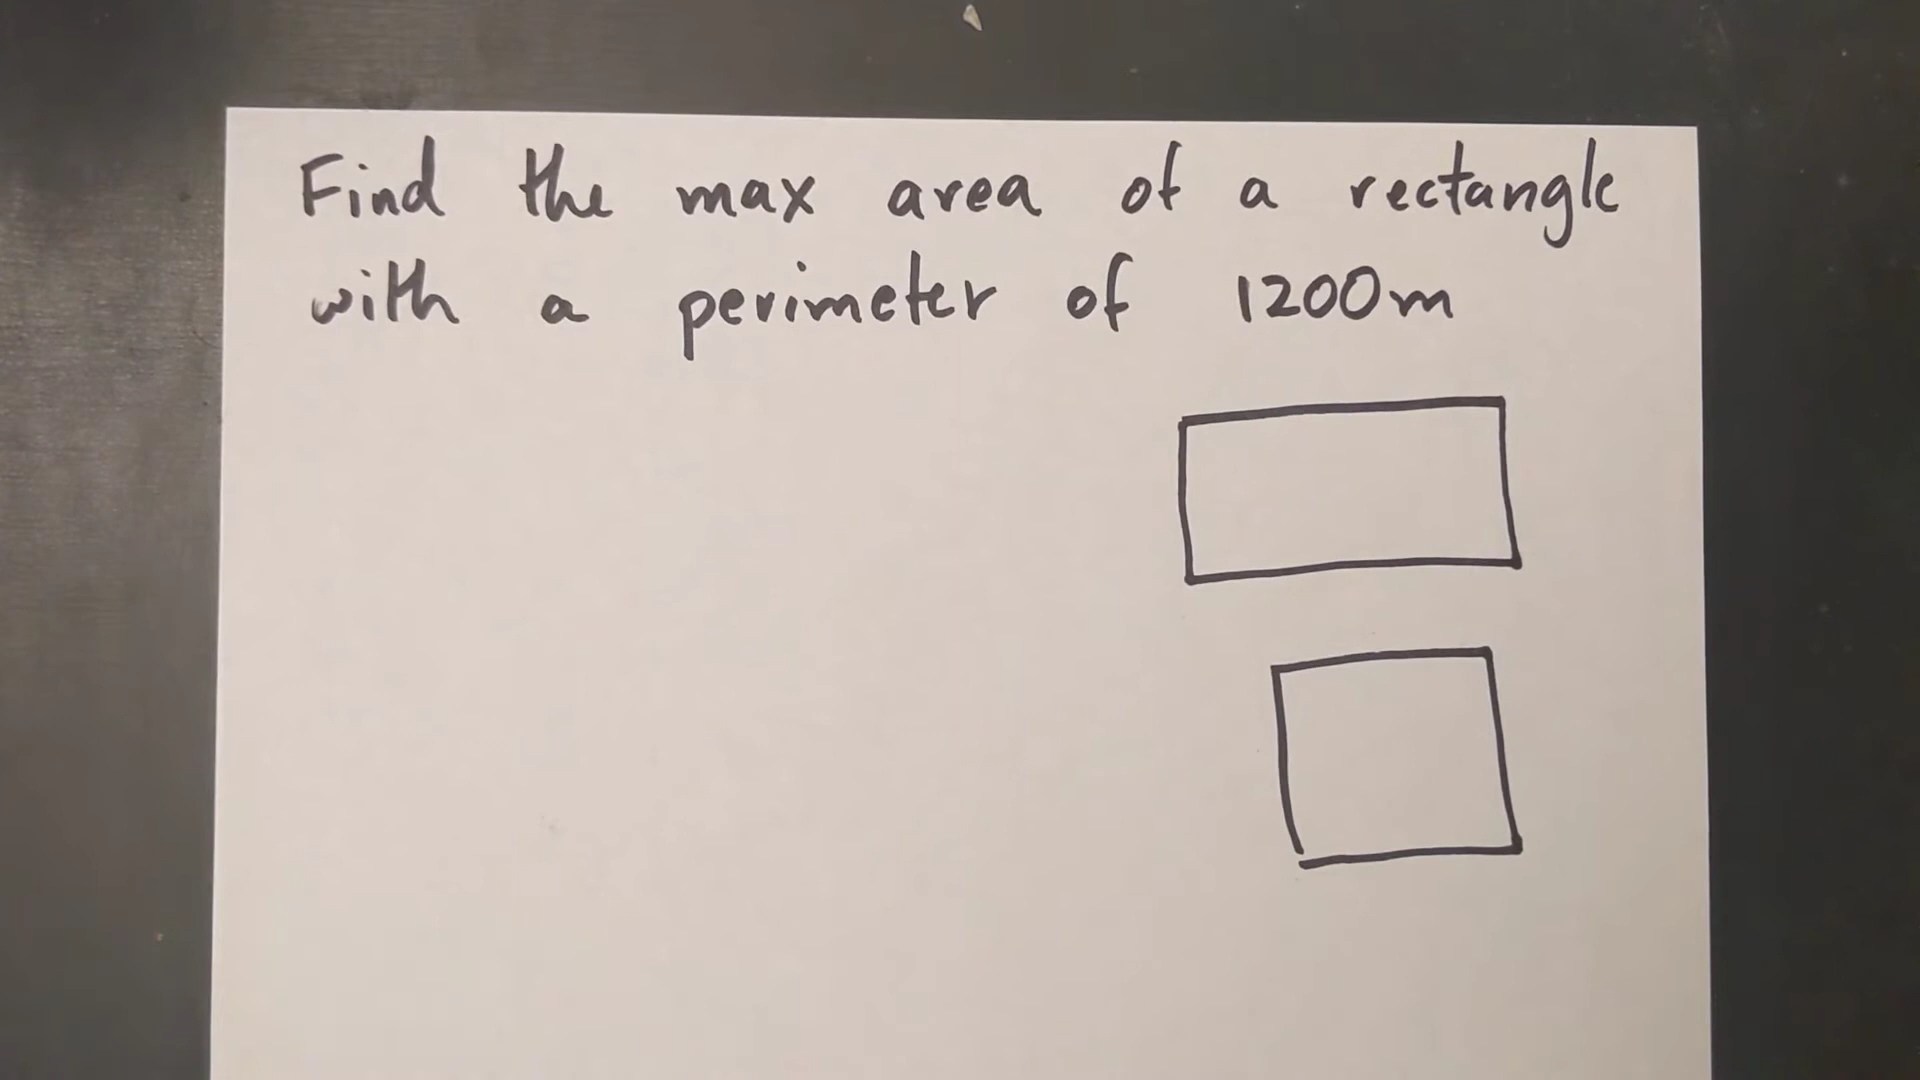 Find the max area of a rectangle
with a perimeter of 1200m